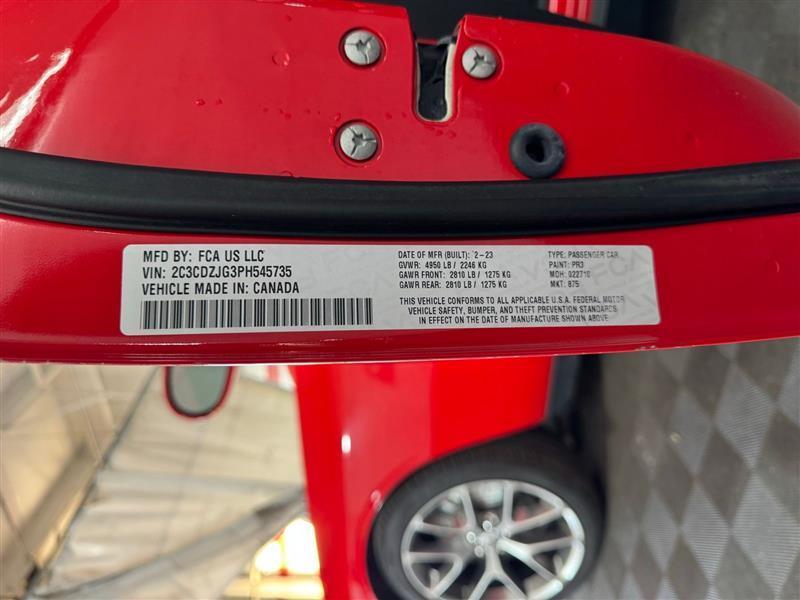 MFD BY: FCA US LLC
VIN: 2C3CDZJG3PH545735
VEHICLE MADE IN: CANADA
DATE OF MFR (BUILT): 2-23
GVWR: 4950 LB / 2246 KG
GAWR FRONT: 2810 LB / 1275 KG
GAWR REAR: 2810 LB / 1275 KG
TYPE: PASSENGER CAR
PAINT: PR3
MDH: 022710
MKT: 875
THIS VEHICLE CONFORMS TO ALL APPLICABLE U.S.A. FEDERAL MOTOR
VEHICLE SAFETY, BUMPER, AND THEFT PREVENTION STANDARDS
IN EFFECT ON THE DATE OF MANUFACTURE SHOWN ABOVE